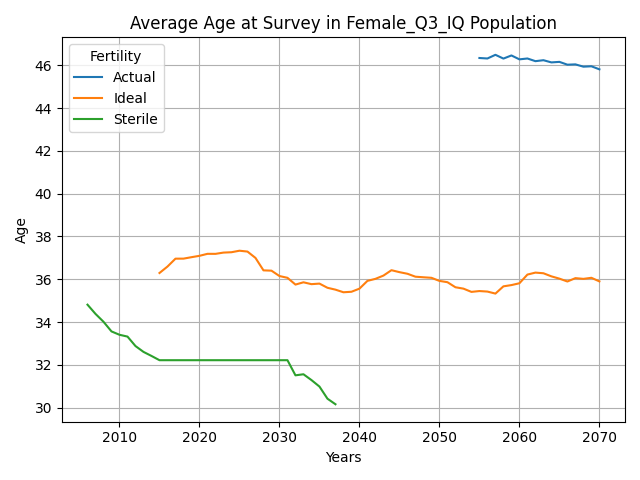 Average Age at Survey in Female_Q3_IQ Population
Fertility
Actual
Ideal
Sterile
Age
46
44
42
40
38
36
34
32
30
2010
2020
2030
2040
2050
2060
2070
Years